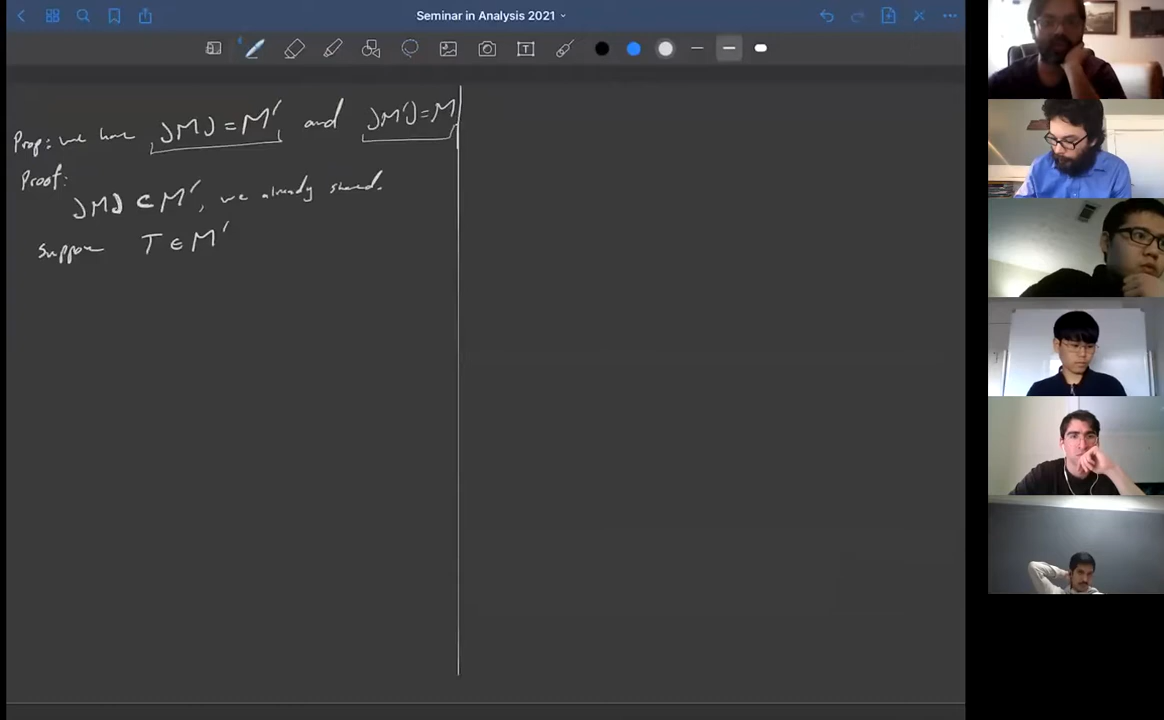 Seminar in Analysis 2021
T
Prop: we have JMJ = M' and JM'J = M
Proof:
JMJ ⊂ M', we already showed.
Suppose T ∈ M'